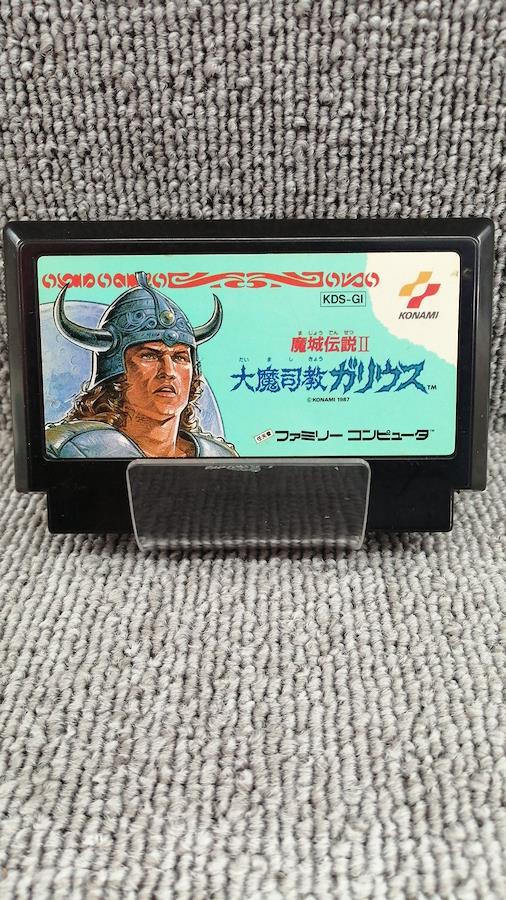 KDS-GI
KONAMI
まじょうでんせつ
魔城伝説II
だいましきょう
大魔司教ガリウス™
©KONAMI 1987
任天堂 ファミリーコンピュータ™